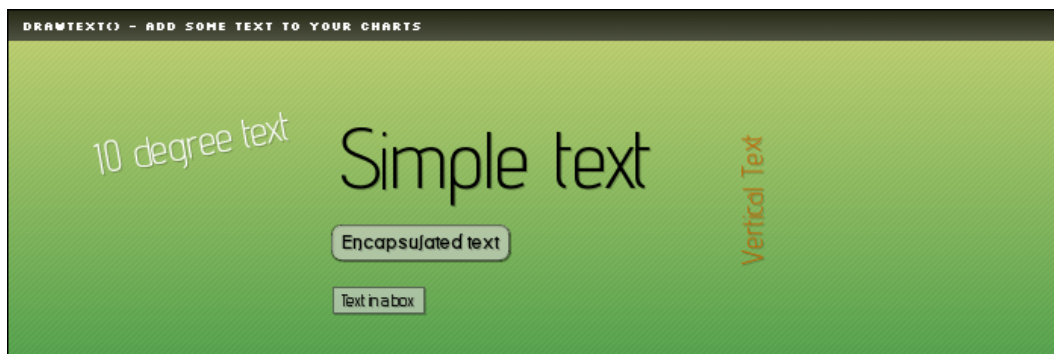 DRAWTEXT() - ADD SOME TEXT TO YOUR CHARTS
10 degree text
Simple text
Vertical Text
Encapsulated text
Text in a box